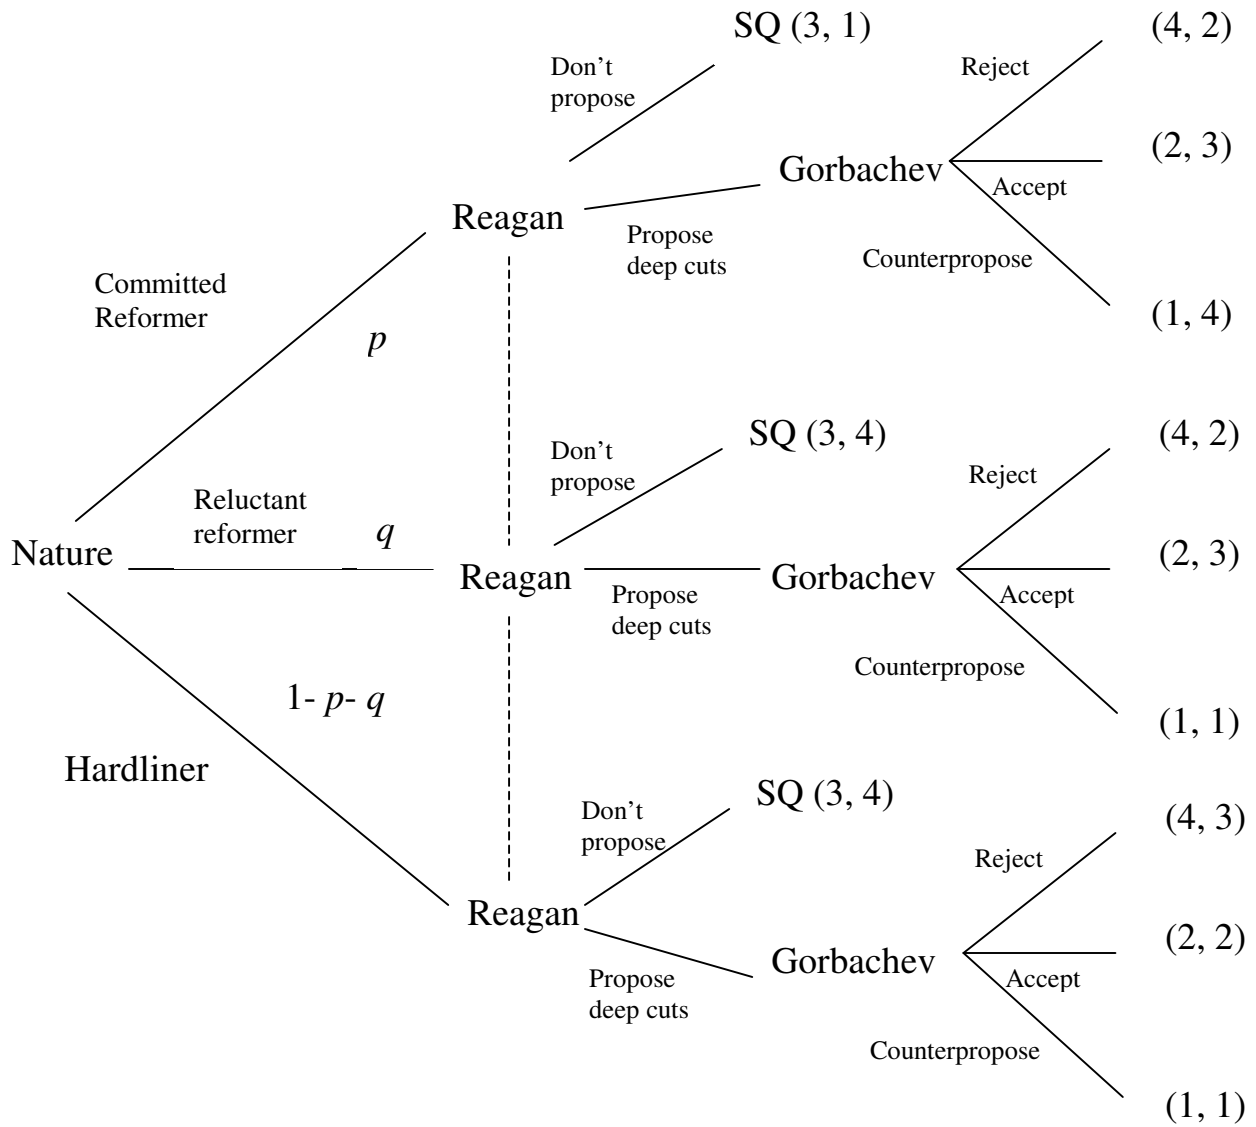 SQ (3, 1)
(4, 2)
Don't
propose
Reject
(2, 3)
Gorbachev
Accept
Reagan
Propose
deep cuts
Counterpropose
Committed
Reformer
(1, 4)
p
SQ (3, 4)
(4, 2)
Don't
propose
Reject
Reluctant
reformer
q
Nature
(2, 3)
Reagan
Gorbachev
Propose
deep cuts
Accept
Counterpropose
1- p- q
(1, 1)
Hardliner
SQ (3, 4)
Don't
propose
(4, 3)
Reject
Reagan
(2, 2)
Gorbachev
Propose
deep cuts
Accept
Counterpropose
(1, 1)